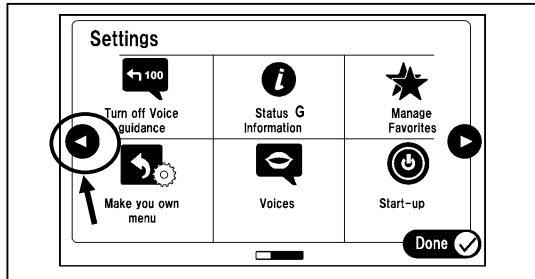 Settings
100
Turn off Voice
guidance
i
Status G
Information
Manage
Favorites
Make you own
menu
Voices
Start-up
Done